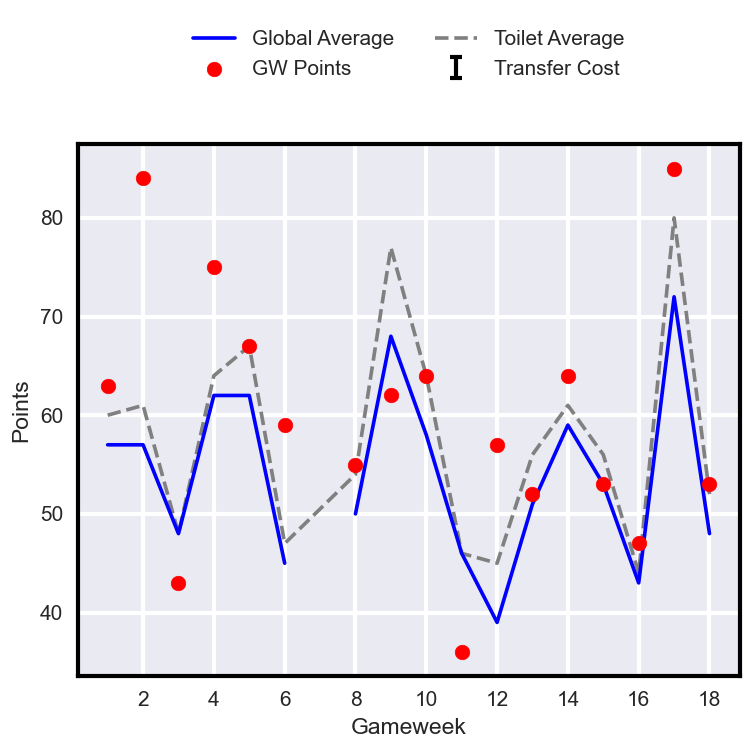 Global Average
Toilet Average
GW Points
Transfer Cost
Points
80
70
60
50
40
2 4 6 8 10 12 14 16 18
Gameweek